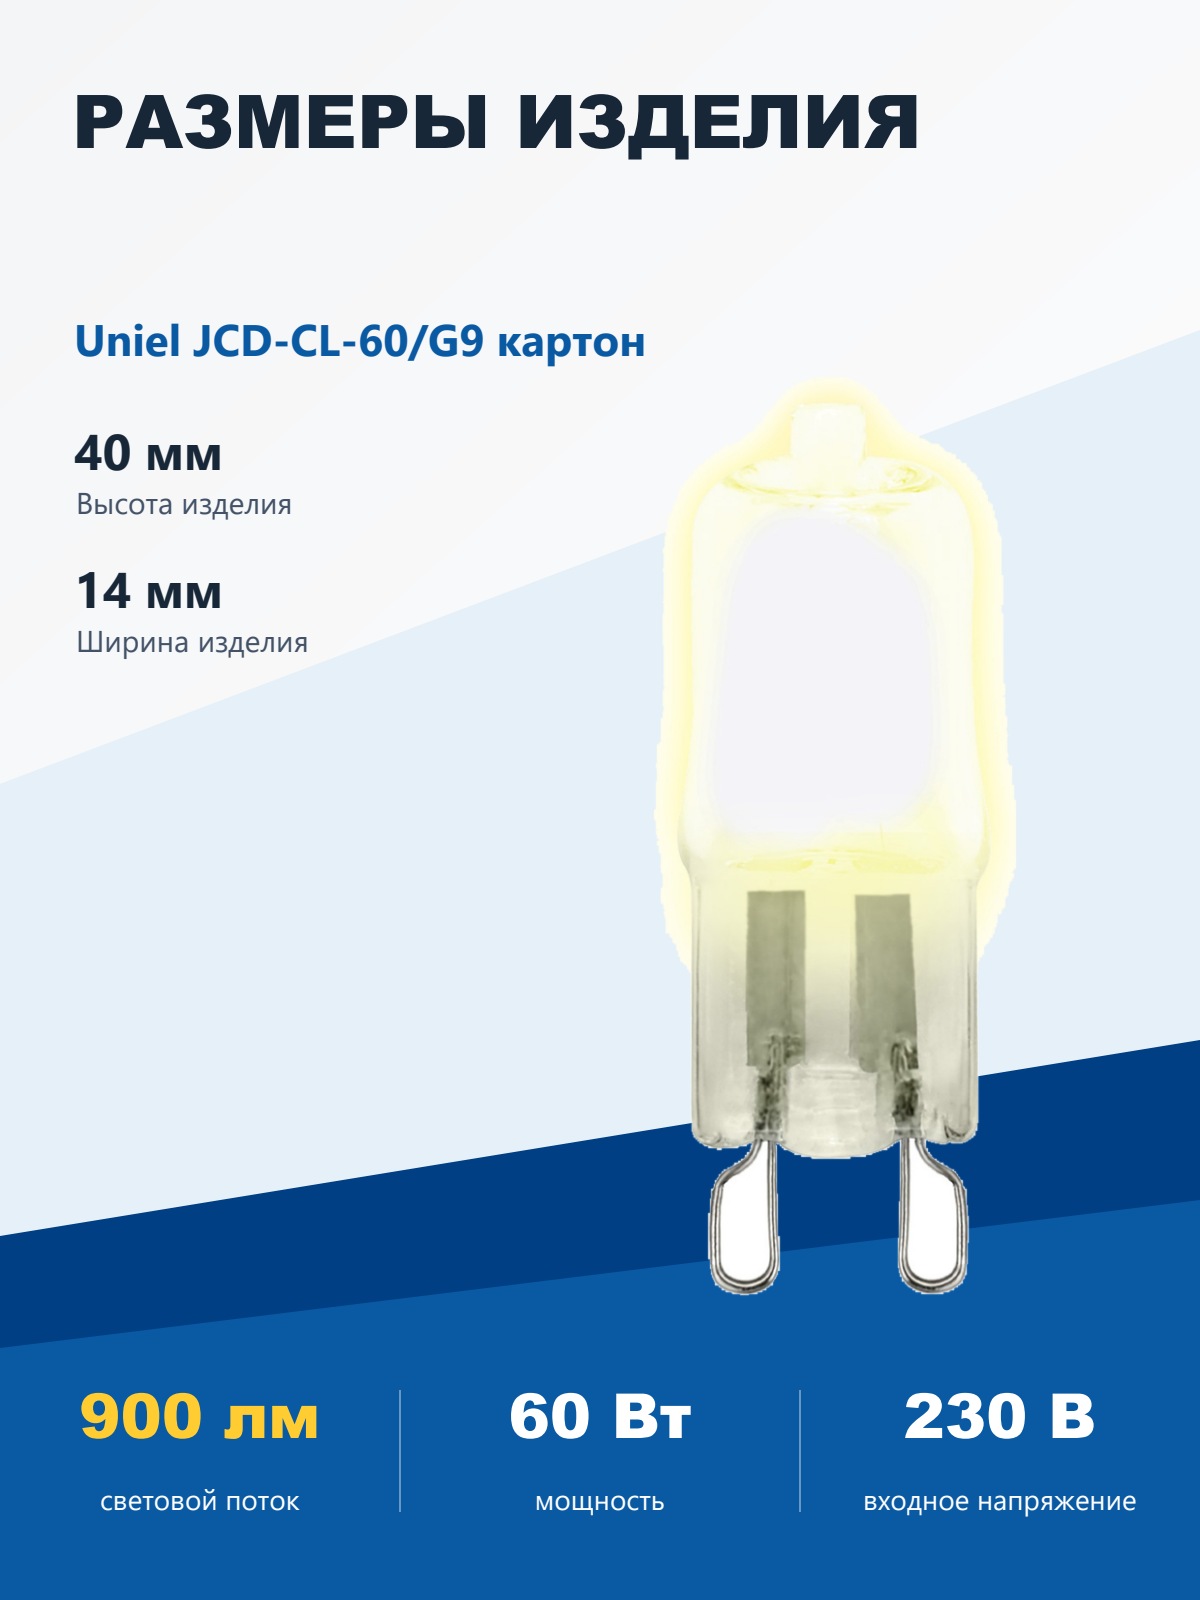 РАЗМЕРЫ ИЗДЕЛИЯ
Uniel JCD-CL-60/G9 картон
40 мм
Высота изделия
14 мм
Ширина изделия
900 лм
световой поток
60 Вт
мощность
230 В
входное напряжение